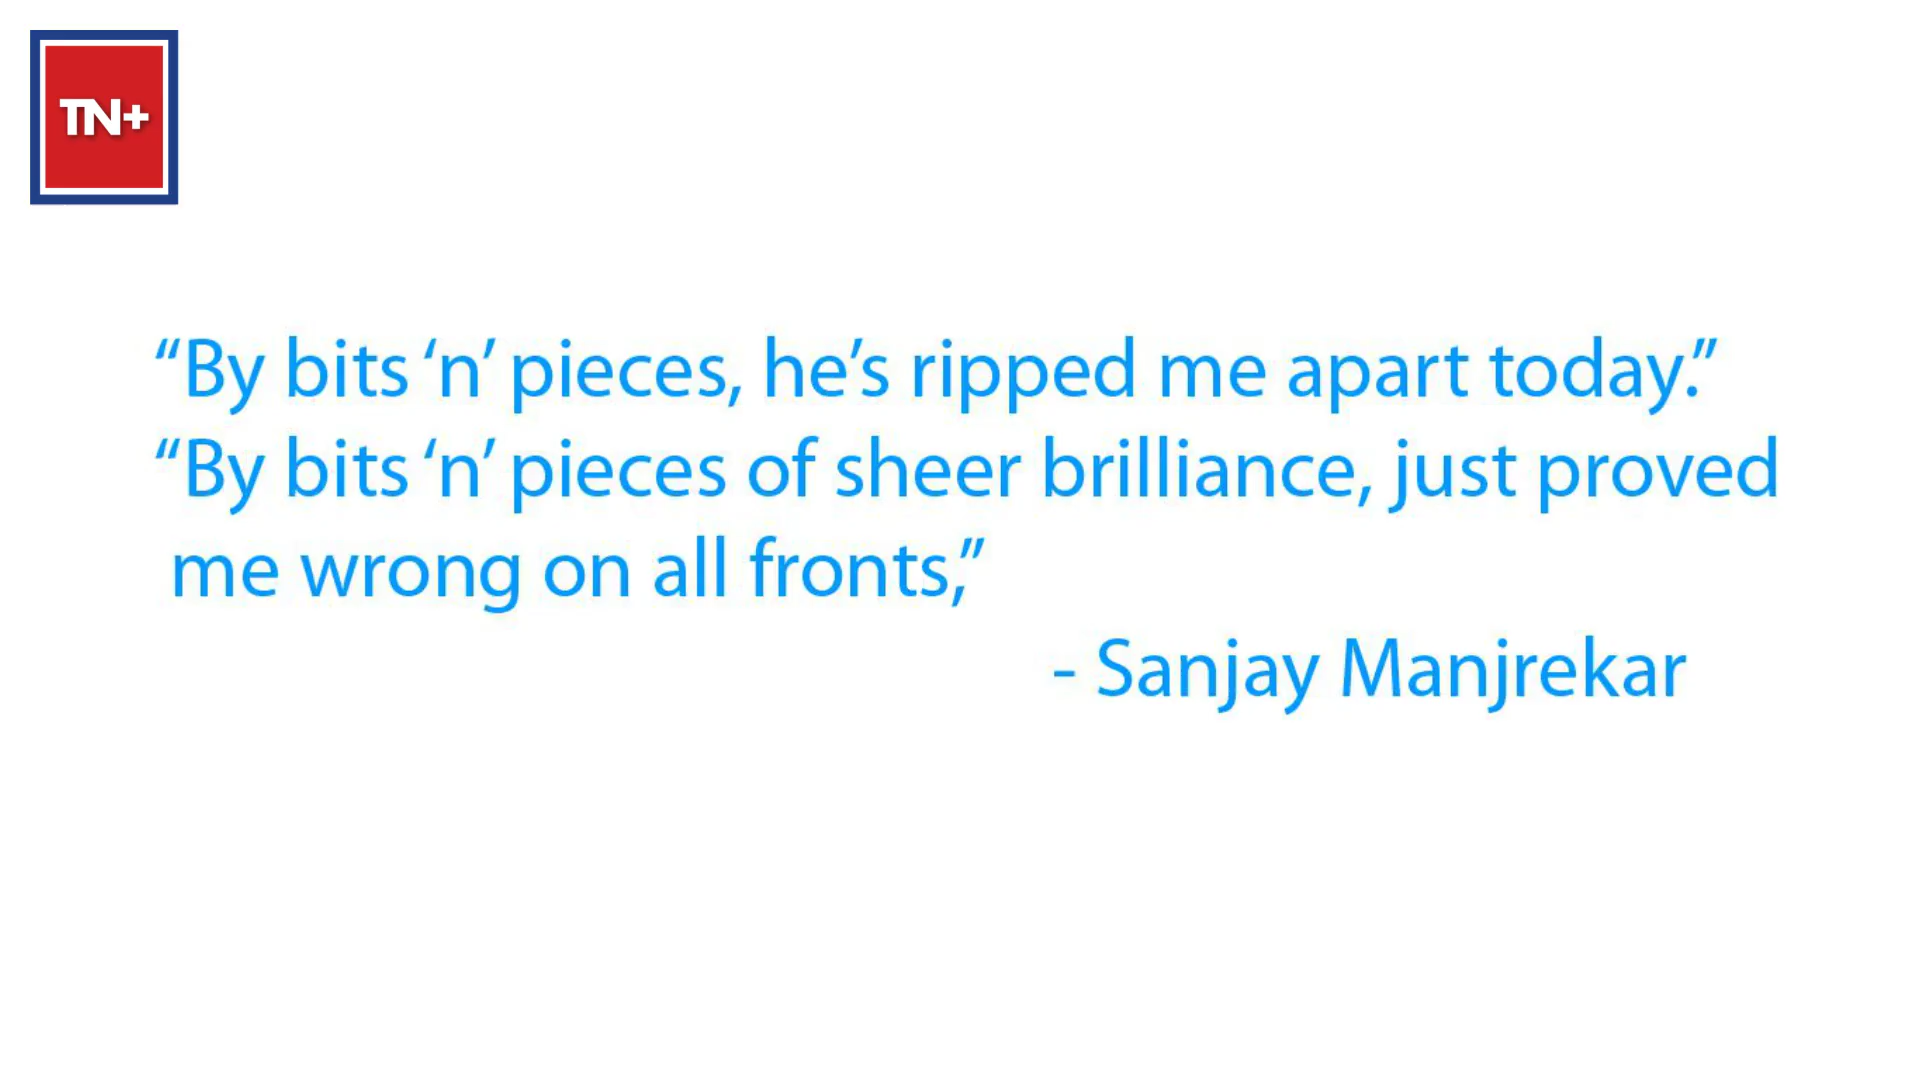 TN+
“By bits ‘n’ pieces, he’s ripped me apart today.”
“By bits ‘n’ pieces of sheer brilliance, just proved
me wrong on all fronts,”
- Sanjay Manjrekar